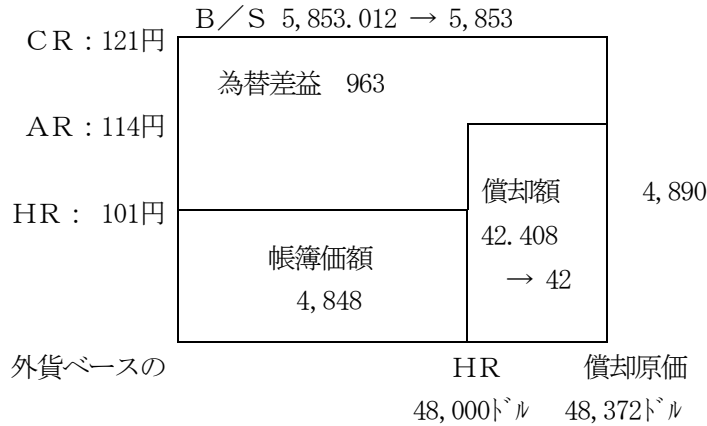 B／S 5,853.012 → 5,853
CR：121円
為替差益 963
AR：114円
償却額
4,890
HR： 101円
42.408
帳簿価額
→ 42
4,848
外貨ベースの
HR
償却原価
48,000ﾄﾞﾙ
48,372ﾄﾞﾙ